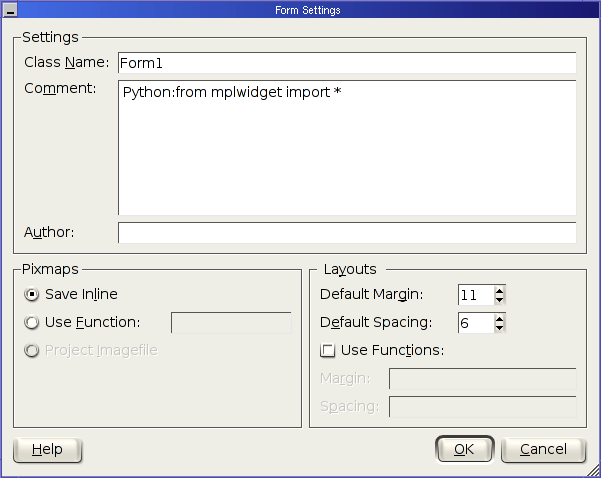 Form Settings
Settings
Class Name: Form1
Comment: Python:from mplwidget import *
Author:
Pixmaps
Save Inline
Use Function:
Project Imagefile
Layouts
Default Margin: 11
Default Spacing: 6
Use Functions:
Margin:
Spacing:
Help OK Cancel